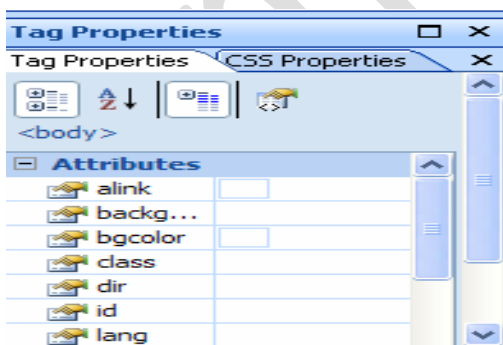 Tag Properties
Tag Properties CSS Properties
<body>
Attributes
alink
backg...
bgcolor
class
dir
id
lang